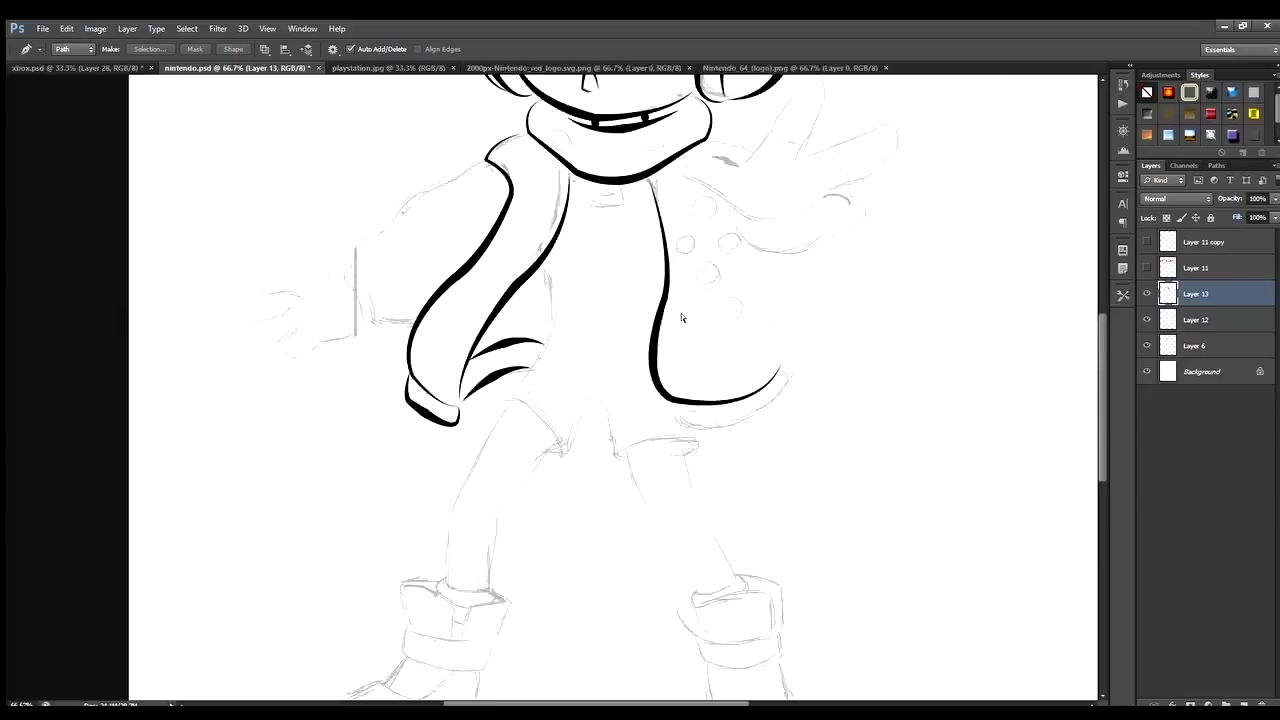 Ps File Edit Image Layer Type Select Filter 3D View Window Help
Path Make: Selection... Mask Shape Auto Add/Delete Align Edges Essentials
xtrox.psd @ 33.3% (Layer 28, RGB/8) * × nintendo.psd @ 66.7% (Layer 13, RGB/8) * × playstation.jpg @ 33.3% (RGB/8) × 2000px-Nintendo_red_logo.svg.png @ 66.7% (Layer 0, RGB/8) × Nintendo_64_(logo).png @ 66.7% (Layer 0, RGB/8) ×
Adjustments Styles
Layers Channels Paths
Kind
Normal Opacity: 100%
Lock: Fill: 100%
Layer 11 copy
Layer 11
Layer 13
Layer 12
Layer 6
Background